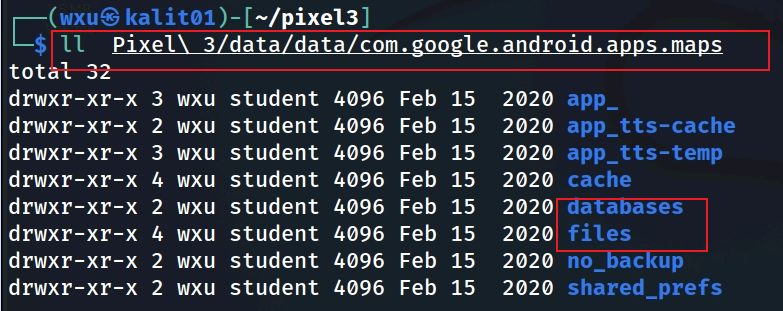 (wxu㉿kalit01)-[~/pixel3]
$ ll  Pixel\ 3/data/data/com.google.android.apps.maps
total 32
drwxr-xr-x 3 wxu student 4096 Feb 15  2020 app_
drwxr-xr-x 2 wxu student 4096 Feb 15  2020 app_tts-cache
drwxr-xr-x 3 wxu student 4096 Feb 15  2020 app_tts-temp
drwxr-xr-x 4 wxu student 4096 Feb 15  2020 cache
drwxr-xr-x 2 wxu student 4096 Feb 15  2020 databases
drwxr-xr-x 4 wxu student 4096 Feb 15  2020 files
drwxr-xr-x 2 wxu student 4096 Feb 15  2020 no_backup
drwxr-xr-x 2 wxu student 4096 Feb 15  2020 shared_prefs